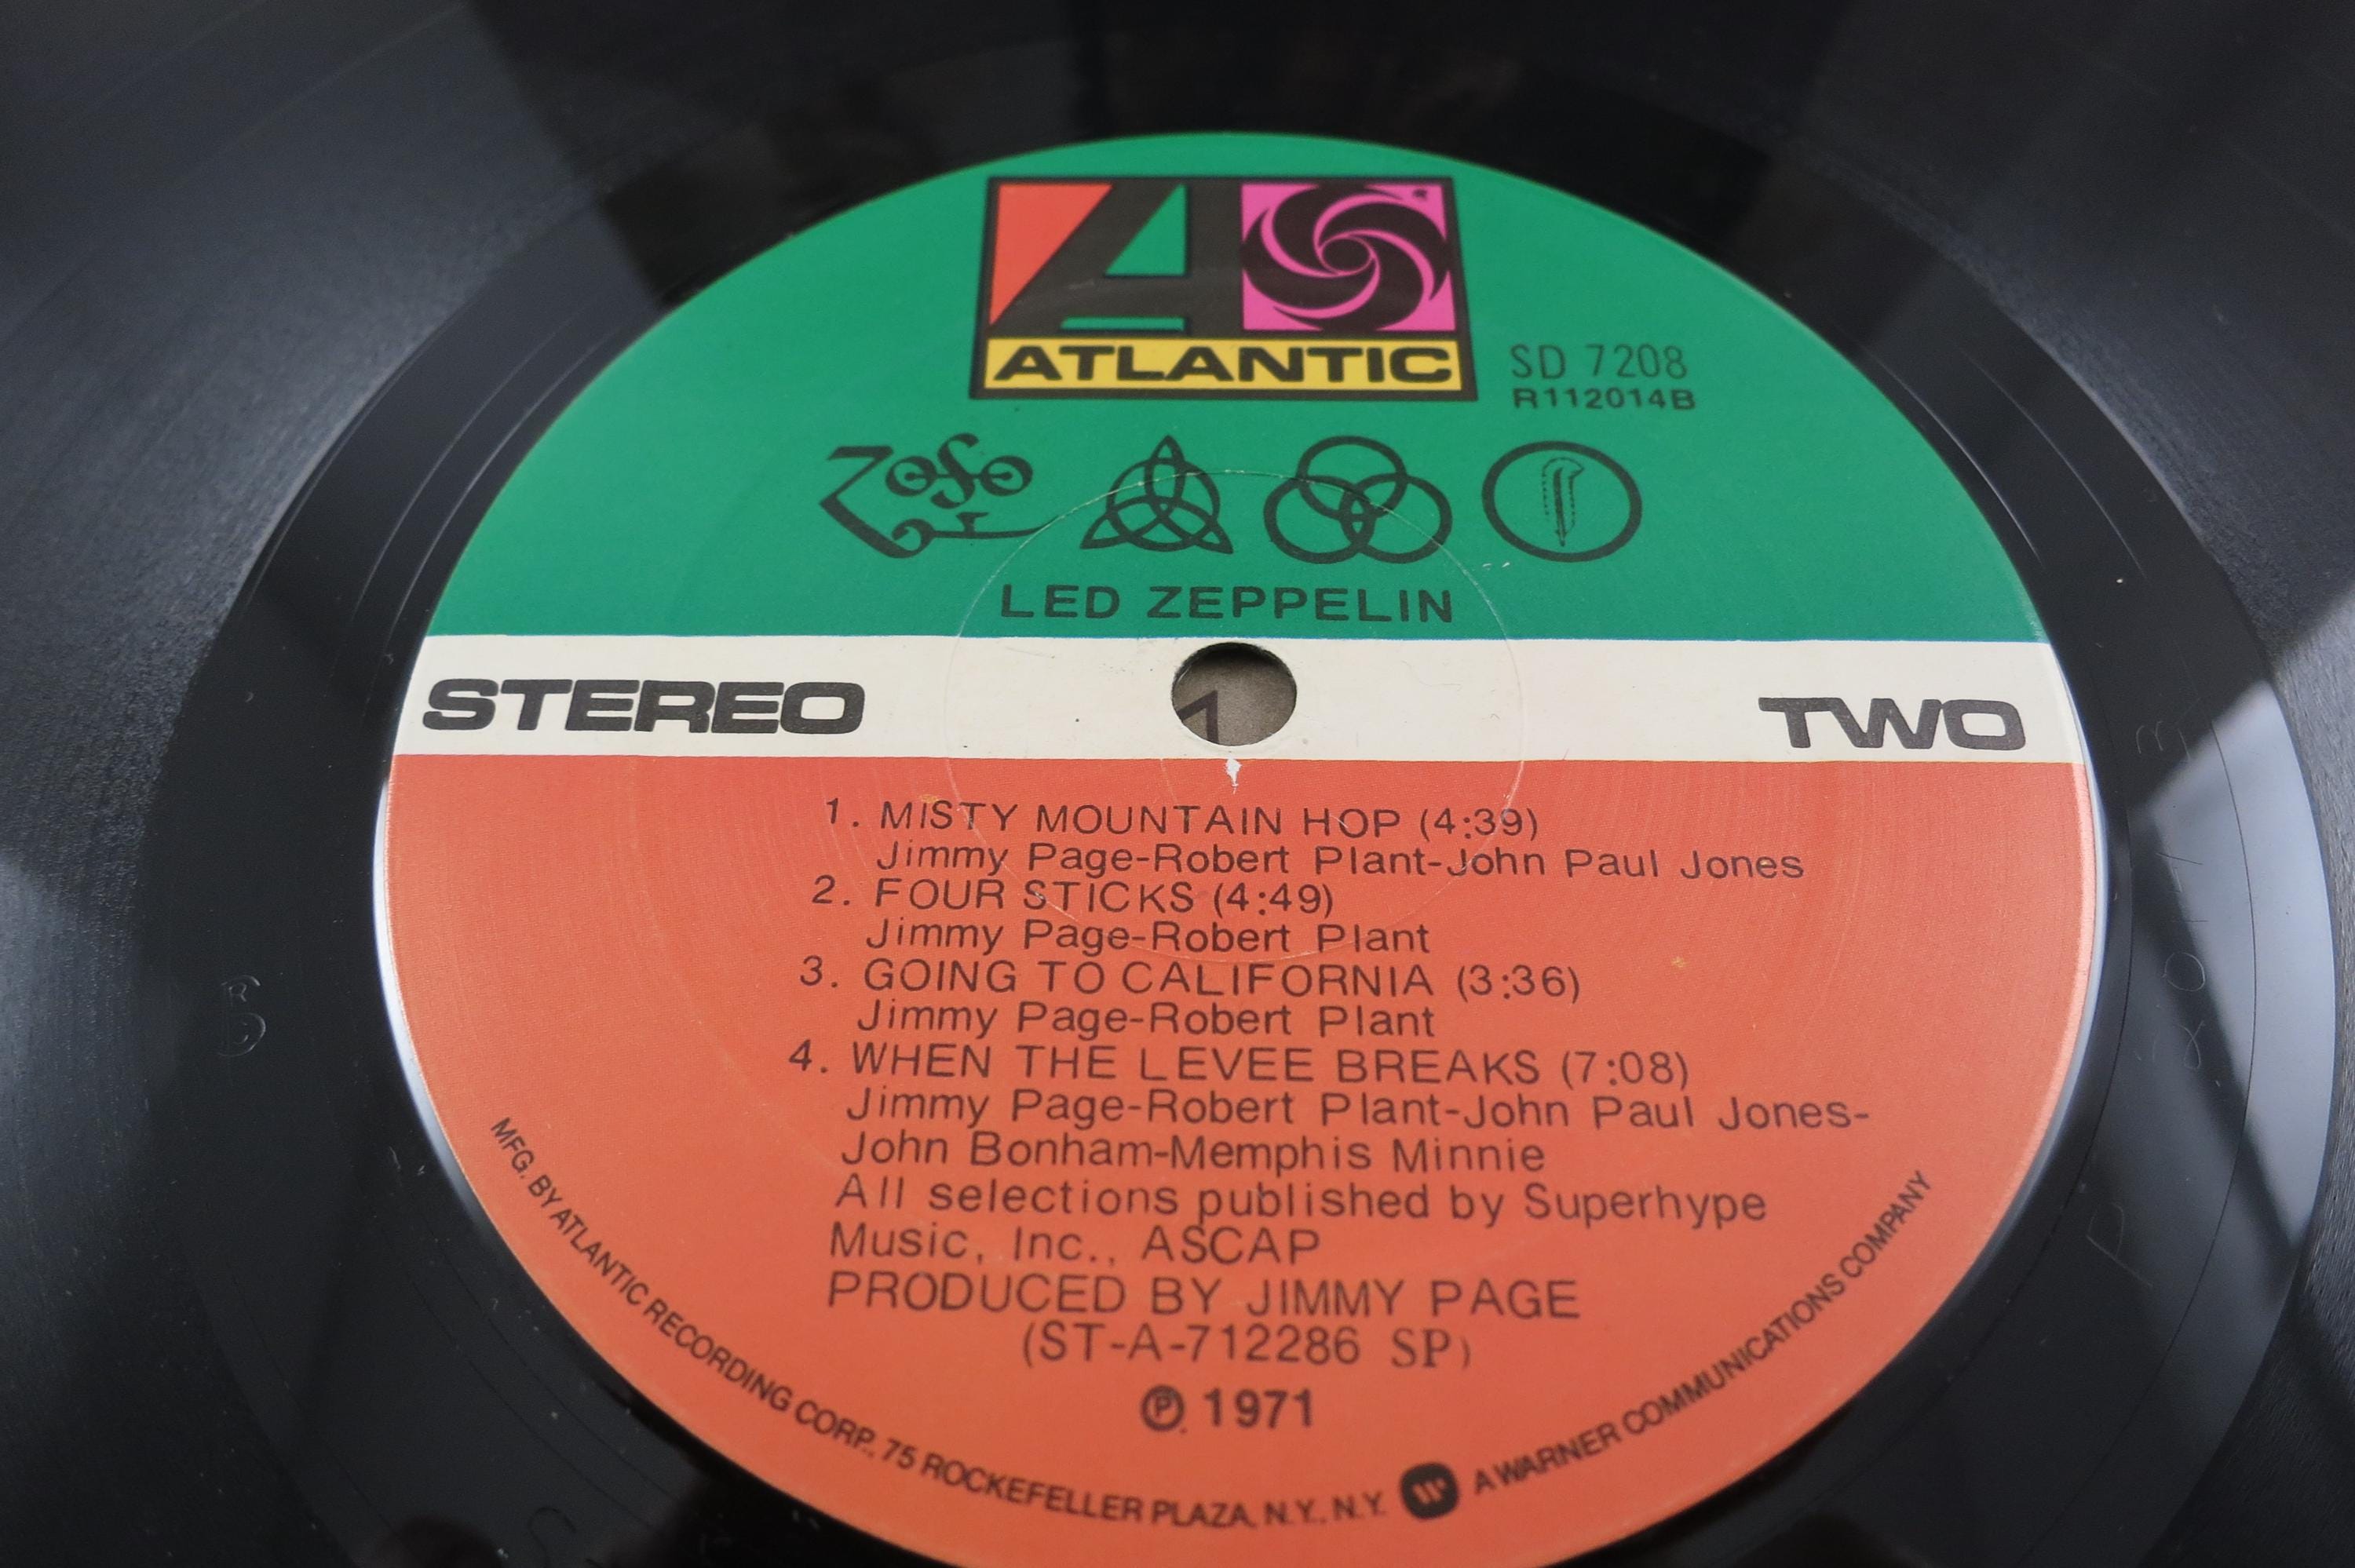 ATLANTIC
SD 7208
R112014B
LED ZEPPELIN
STEREO
TWO
1. MISTY MOUNTAIN HOP (4:39)
Jimmy Page-Robert Plant-John Paul Jones
2. FOUR STICKS (4:49)
Jimmy Page-Robert Plant
3. GOING TO CALIFORNIA (3:36)
Jimmy Page-Robert Plant
4. WHEN THE LEVEE BREAKS (7:08)
Jimmy Page-Robert Plant-John Paul Jones-
John Bonham-Memphis Minnie
All selections published by Superhype
Music, Inc., ASCAP
PRODUCED BY JIMMY PAGE
(ST-A-712286 SP)
℗ 1971
MFG. BY ATLANTIC RECORDING CORP., 75 ROCKEFELLER PLAZA, N.Y., N.Y. A WARNER COMMUNICATIONS COMPANY